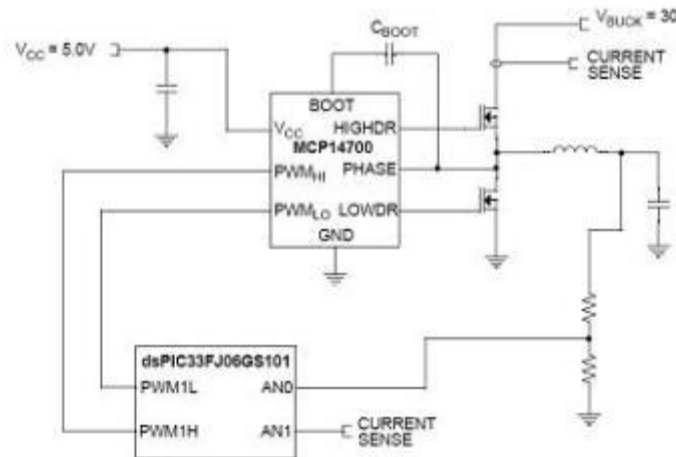 V_BUCK = 30
C_BOOT
V_CC = 5.0V
CURRENT
SENSE
BOOT
V_CC
HIGHDR
MCP14700
PWM_HI
PHASE
PWM_LO
LOWDR
GND
dsPIC33FJ06GS101
PWM1L
AN0
PWM1H
AN1
CURRENT
SENSE